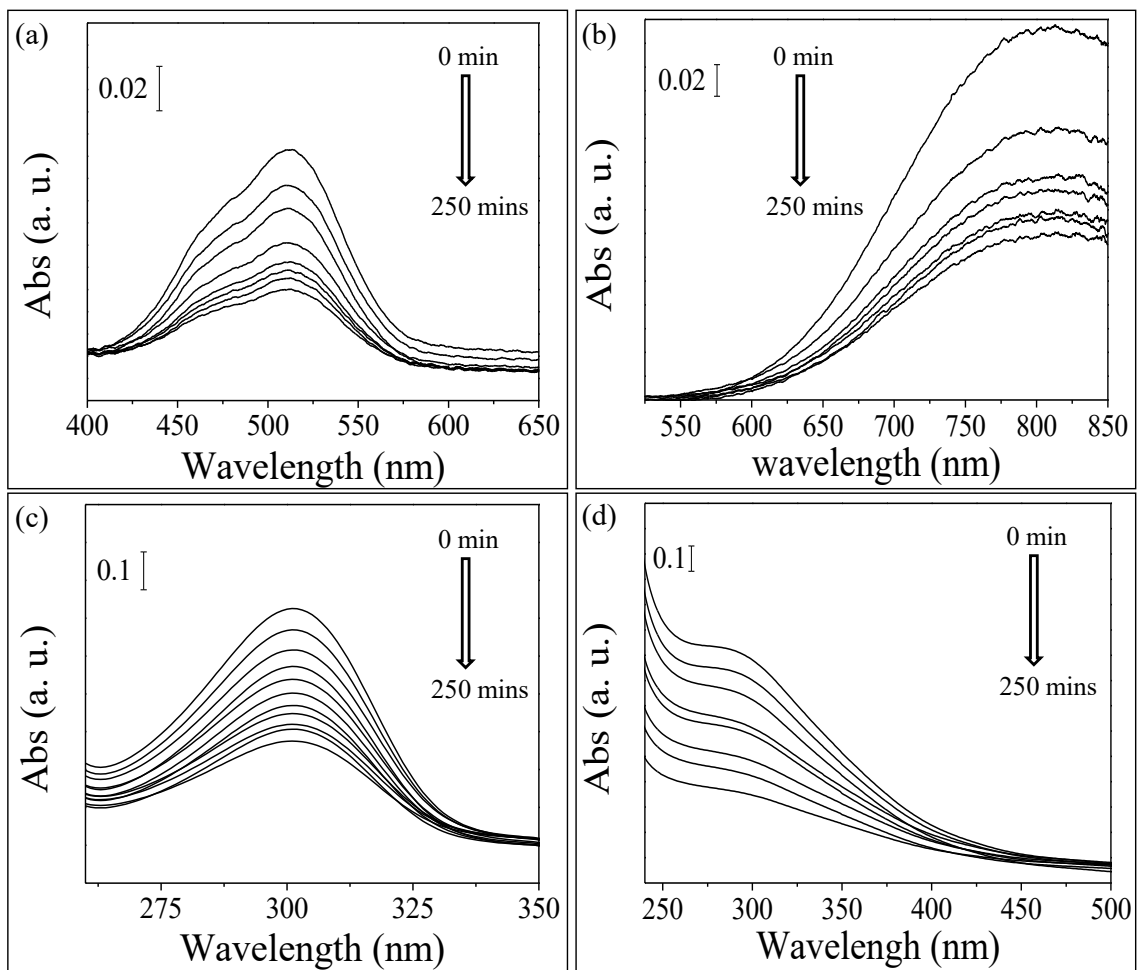 (a)
0 min
0.02
250 mins
Abs (a. u.)
400 450 500 550 600 650
Wavelength (nm)
(b)
0 min
0.02
250 mins
Abs (a. u.)
550 600 650 700 750 800 850
wavelength (nm)
(c)
0 min
0.1
250 mins
Abs (a. u.)
275 300 325 350
Wavelength (nm)
(d)
0 min
0.1
250 mins
Abs (a. u.)
250 300 350 400 450 500
Wavelengh (nm)